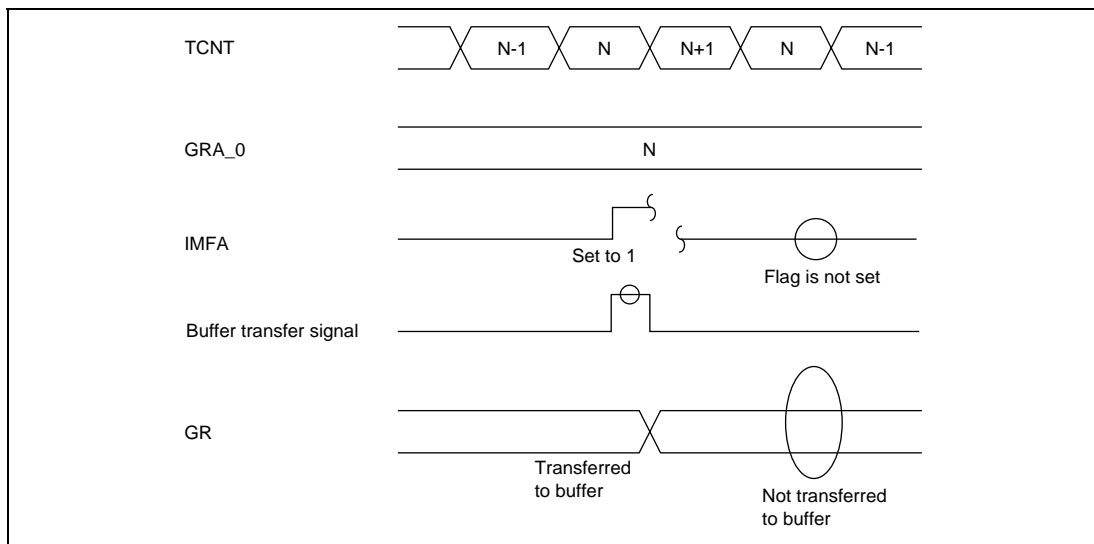 TCNT
N-1 N N+1 N N-1
GRA_0
N
IMFA
Set to 1
Flag is not set
Buffer transfer signal
GR
Transferred
to buffer
Not transferred
to buffer